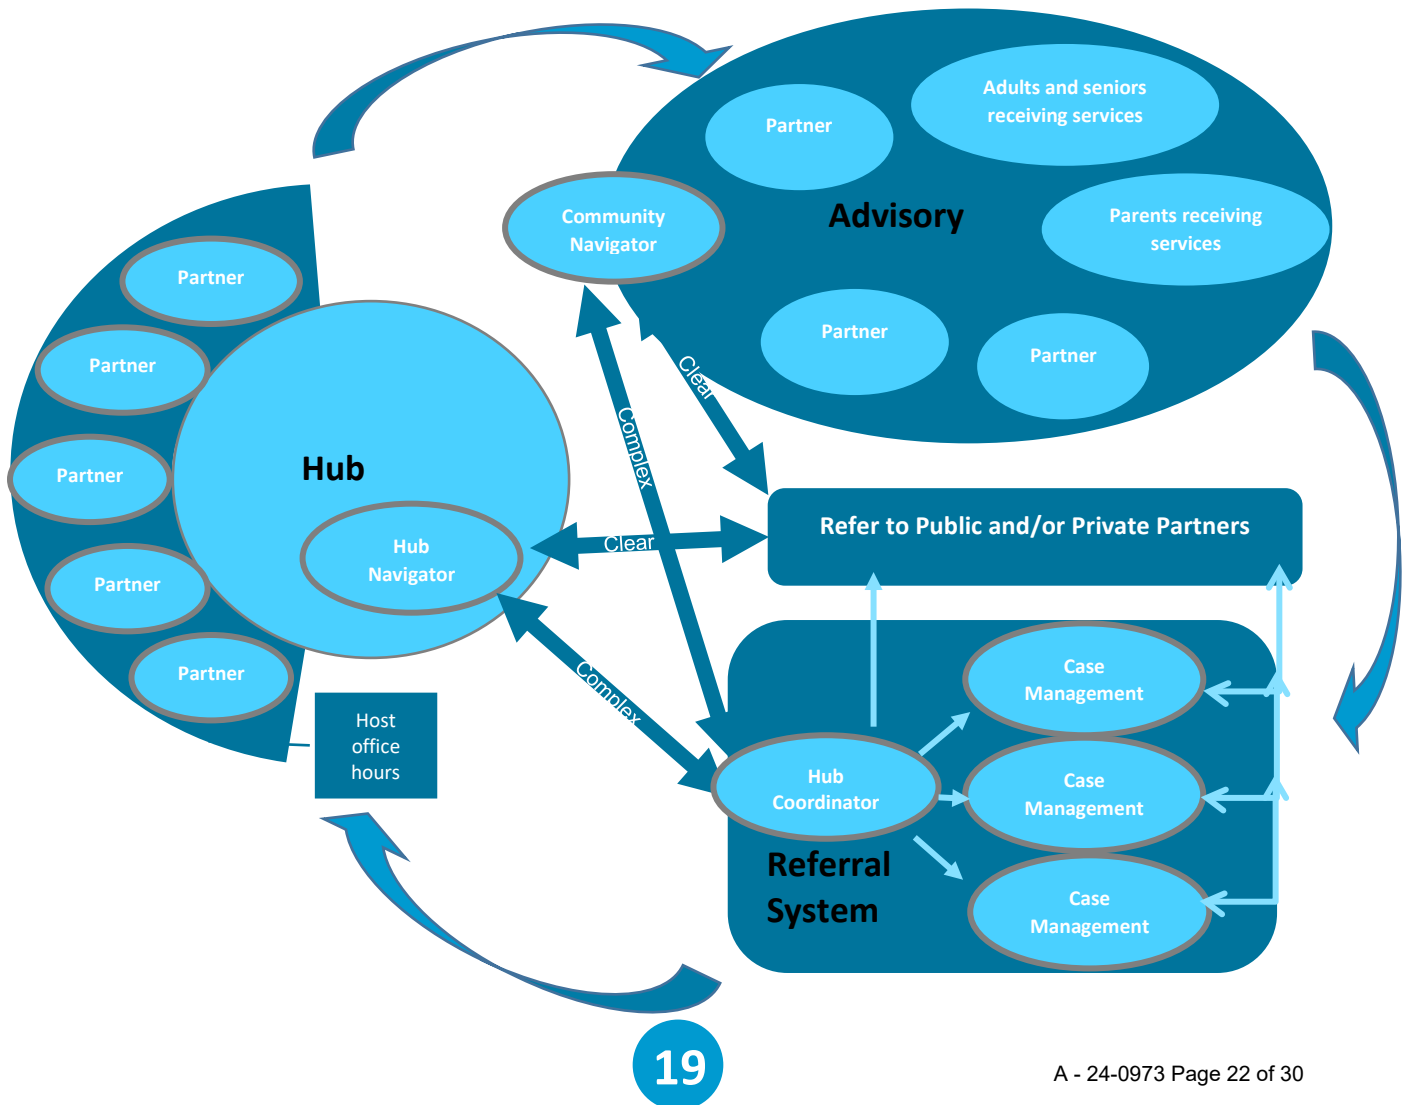 Adults and seniors
receiving services
Partner
Community
Navigator
Advisory
Parents receiving
services
Partner
Partner
Partner
Partner
Partner
Partner
Partner
Hub
Hub
Navigator
Host
office
hours
Clear
Complex
Clear
Complex
Refer to Public and/or Private Partners
Case
Management
Hub
Coordinator
Case
Management
Referral
System
Case
Management
19
A - 24-0973 Page 22 of 30